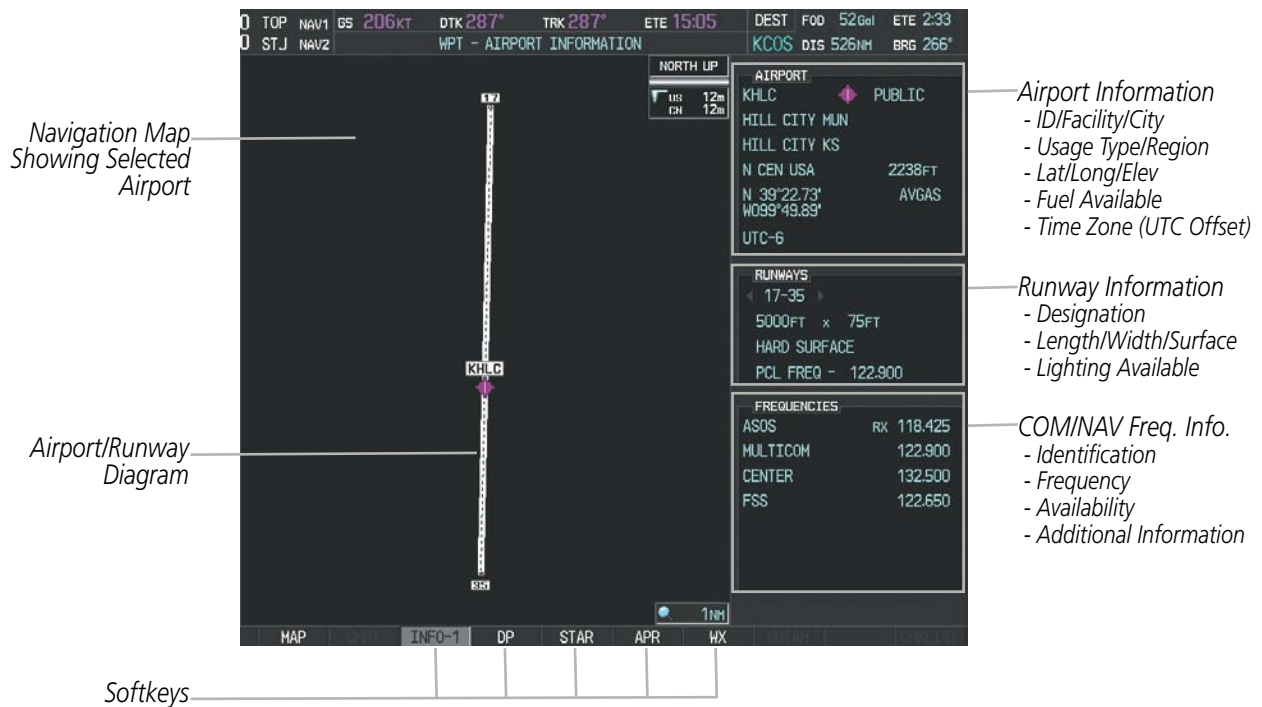 0 TOP NAV1 GS 206KT DTK 287° TRK 287° ETE 15:05 DEST FOD 52Gal ETE 2:33
0 STJ NAV2 WPT - AIRPORT INFORMATION KCOS DIS 526NM BRG 266°
NORTH UP
US 12m
CN 12m
17
KHLC
35
1NM
AIRPORT
KHLC PUBLIC
HILL CITY MUN
HILL CITY KS
N CEN USA 2238FT
N 39°22.73' AVGAS
W099°49.89'
UTC-6
RUNWAYS
17-35
5000FT x 75FT
HARD SURFACE
PCL FREQ - 122.900
FREQUENCIES
ASOS RX 118.425
MULTICOM 122.900
CENTER 132.500
FSS 122.650
MAP INFO-1 DP STAR APR WX CHKLIST
Navigation Map
Showing Selected
Airport
Airport/Runway
Diagram
Softkeys
Airport Information
- ID/Facility/City
- Usage Type/Region
- Lat/Long/Elev
- Fuel Available
- Time Zone (UTC Offset)
Runway Information
- Designation
- Length/Width/Surface
- Lighting Available
COM/NAV Freq. Info.
- Identification
- Frequency
- Availability
- Additional Information